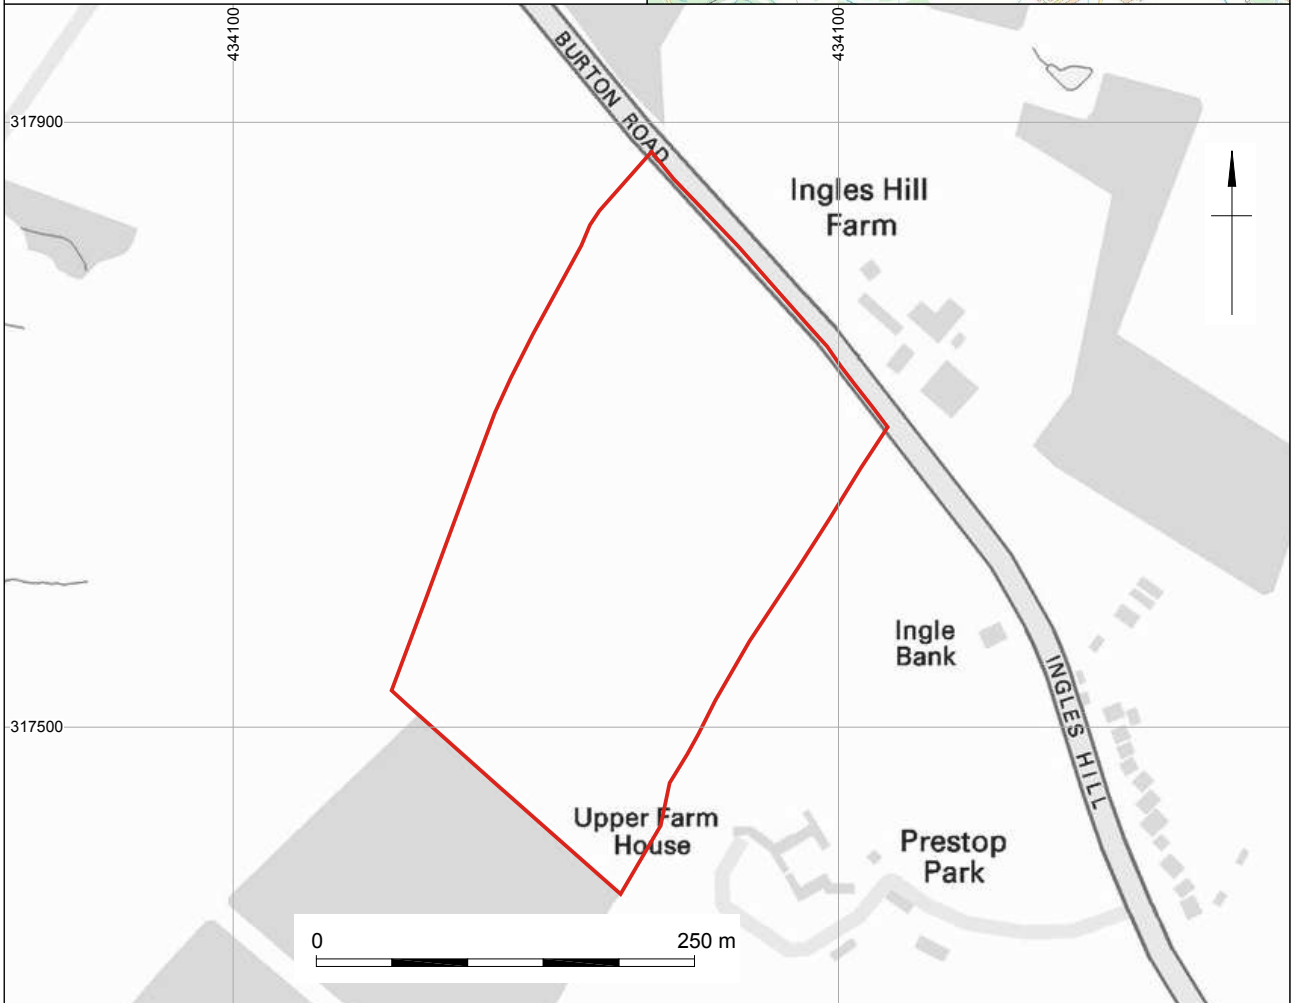 434100
434100
BURTON ROAD
317900
Ingles Hill
Farm
Ingle
Bank
INGLES HILL
317500
Upper Farm
House
Prestop
Park
0 250 m